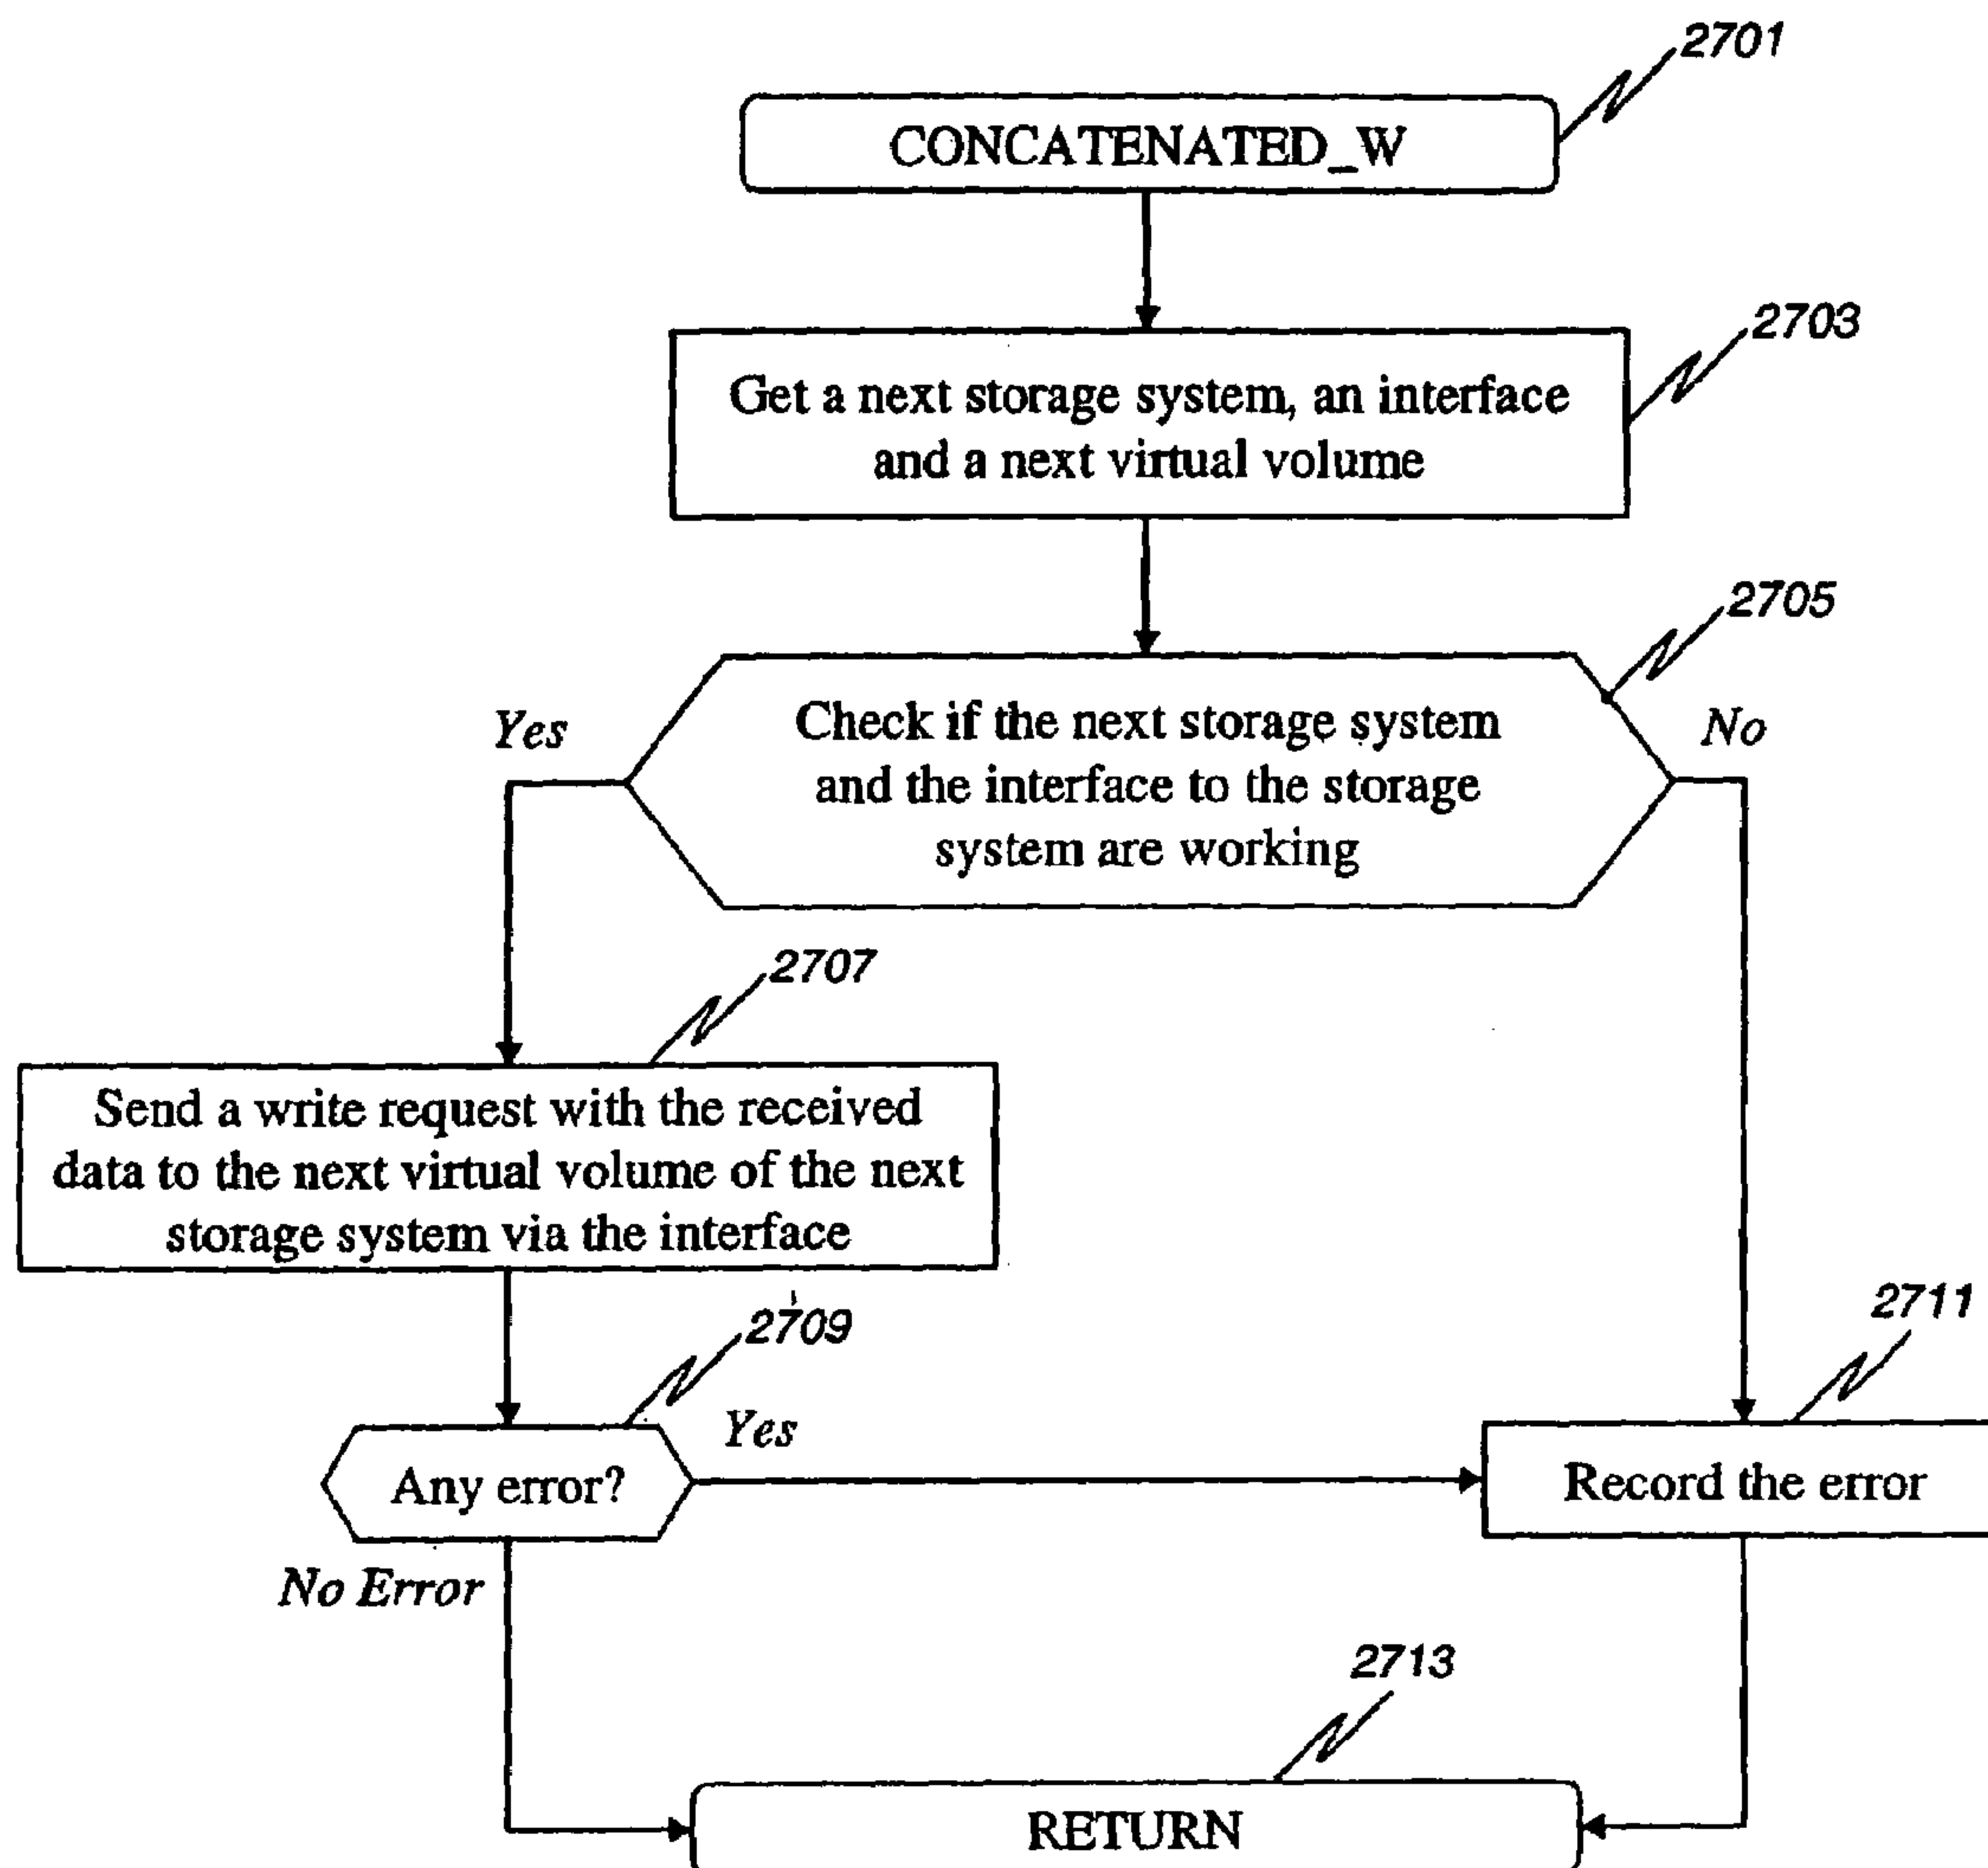 2701
CONCATENATED_W
2703
Get a next storage system, an interface
and a next virtual volume
2705
Yes
No
Check if the next storage system
and the interface to the storage
system are working
2707
Send a write request with the received
data to the next virtual volume of the next
storage system via the interface
2709
2711
Yes
Any error?
Record the error
No Error
2713
RETURN